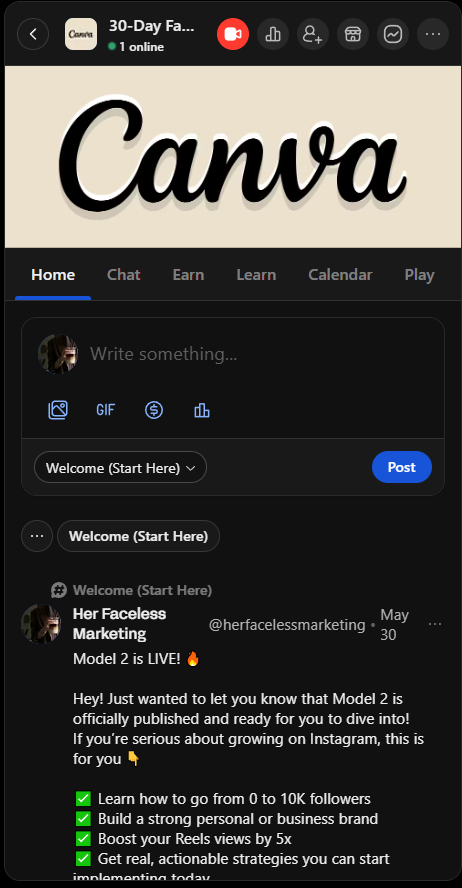 Canva
30-Day Fa...
1 online
Canva
Home Chat Earn Learn Calendar Play
Write something...
GIF
Welcome (Start Here)
Post
Welcome (Start Here)
Welcome (Start Here)
Her Faceless
Marketing
@herfacelessmarketing • May
30
Model 2 is LIVE! 🔥
Hey! Just wanted to let you know that Model 2 is
officially published and ready for you to dive into!
If you’re serious about growing on Instagram, this is
for you 👇
✅ Learn how to go from 0 to 10K followers
✅ Build a strong personal or business brand
✅ Boost your Reels views by 5x
✅ Get real, actionable strategies you can start
implementing today